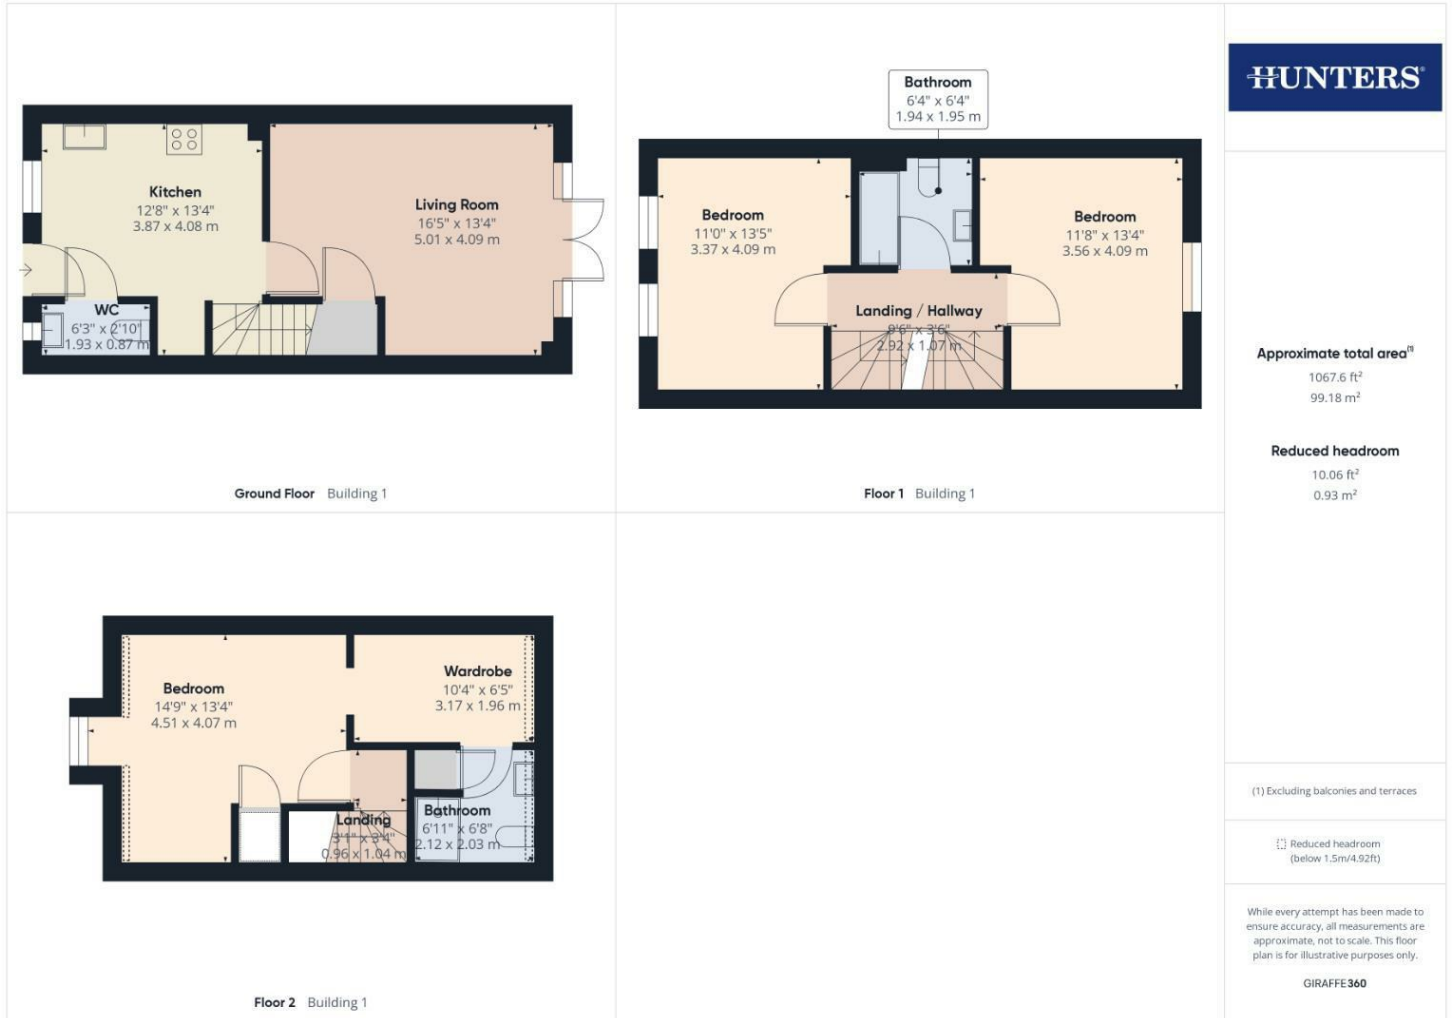 Kitchen
12'8" x 13'4"
3.87 x 4.08 m
Living Room
16'5" x 13'4"
5.01 x 4.09 m
WC
6'3" x 2'10"
1.93 x 0.87 m
Ground Floor Building 1
Bathroom
6'4" x 6'4"
1.94 x 1.95 m
Bedroom
11'0" x 13'5"
3.37 x 4.09 m
Bedroom
11'8" x 13'4"
3.56 x 4.09 m
Landing / Hallway
9'6" x 3'6"
2.92 x 1.07 m
Floor 1 Building 1
Bedroom
14'9" x 13'4"
4.51 x 4.07 m
Wardrobe
10'4" x 6'5"
3.17 x 1.96 m
Landing
3'1" x 3'4"
0.96 x 1.04 m
Bathroom
6'11" x 6'8"
2.12 x 2.03 m
Floor 2 Building 1
HUNTERS®
Approximate total area(1)
1067.6 ft²
99.18 m²
Reduced headroom
10.06 ft²
0.93 m²
(1) Excluding balconies and terraces
Reduced headroom
(below 1.5m/4.92ft)
While every attempt has been made to
ensure accuracy, all measurements are
approximate, not to scale. This floor
plan is for illustrative purposes only.
GIRAFFE360